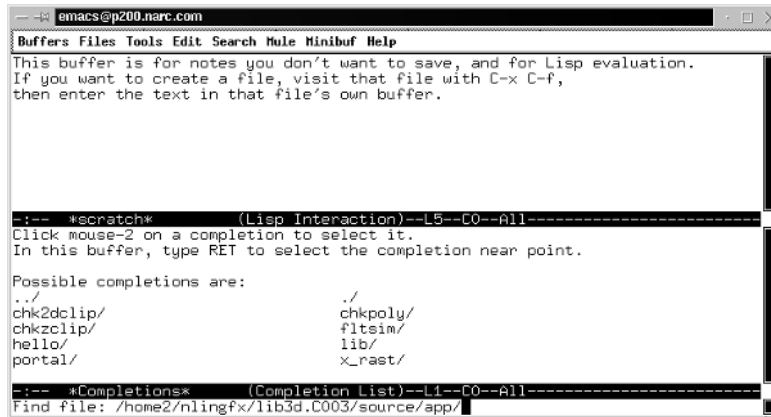 emacs@p200.narc.com
Buffers Files Tools Edit Search Mule Minibuf Help
This buffer is for notes you don't want to save, and for Lisp evaluation.
If you want to create a file, visit that file with C-x C-f,
then enter the text in that file's own buffer.
-:-- *scratch* (Lisp Interaction)--L5--C0--All-------------------------
Click mouse-2 on a completion to select it.
In this buffer, type RET to select the completion near point.
Possible completions are:
../ ./
chk2dclip/ chkpoly/
chkzclip/ fltsim/
hello/ lib/
portal/ x_rast/
-:-- *Completions* (Completion List)--L1--C0--All-------------------------
Find file: /home2/nlingfx/lib3d.C003/source/app/